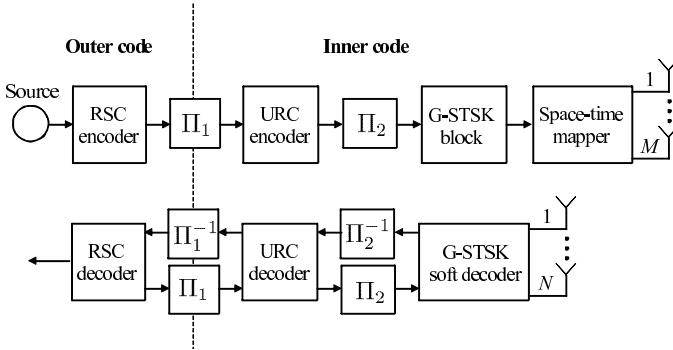 Outer code
Inner code
Source
RSC
encoder
Π₁
URC
encoder
Π₂
G-STSK
block
Space-time
mapper
1
M
RSC
decoder
Π₁⁻¹
Π₁
URC
decoder
Π₂⁻¹
Π₂
G-STSK
soft decoder
1
N